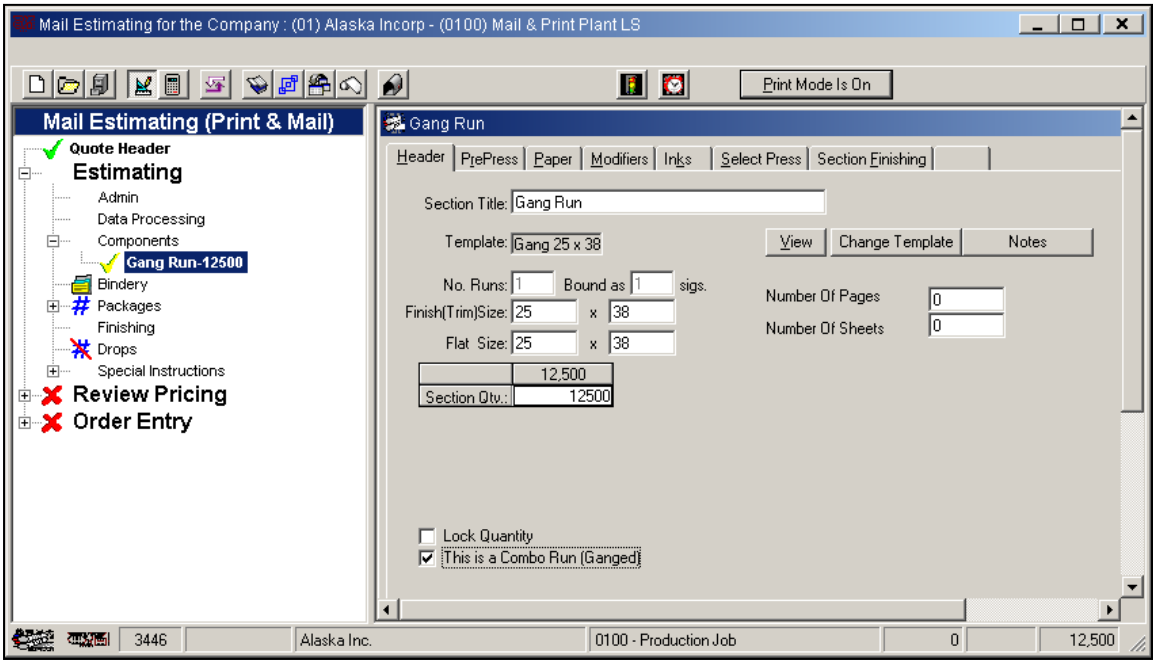 Mail Estimating for the Company : (01) Alaska Incorp - (0100) Mail & Print Plant LS
Print Mode Is On
Mail Estimating (Print & Mail)
Quote Header
Estimating
Admin
Data Processing
Components
Gang Run-12500
Bindery
Packages
Finishing
Drops
Special Instructions
Review Pricing
Order Entry
Gang Run
Header PrePress Paper Modifiers Inks Select Press Section Finishing
Section Title: Gang Run
Template: Gang 25 x 38 View Change Template Notes
No. Runs: 1 Bound as 1 sigs.
Number Of Pages 0
Finish(Trim)Size: 25 x 38
Number Of Sheets 0
Flat Size: 25 x 38
12,500
Section Qty.: 12500
Lock Quantity
This is a Combo Run (Ganged)
3446 Alaska Inc. 0100 - Production Job 0 12,500